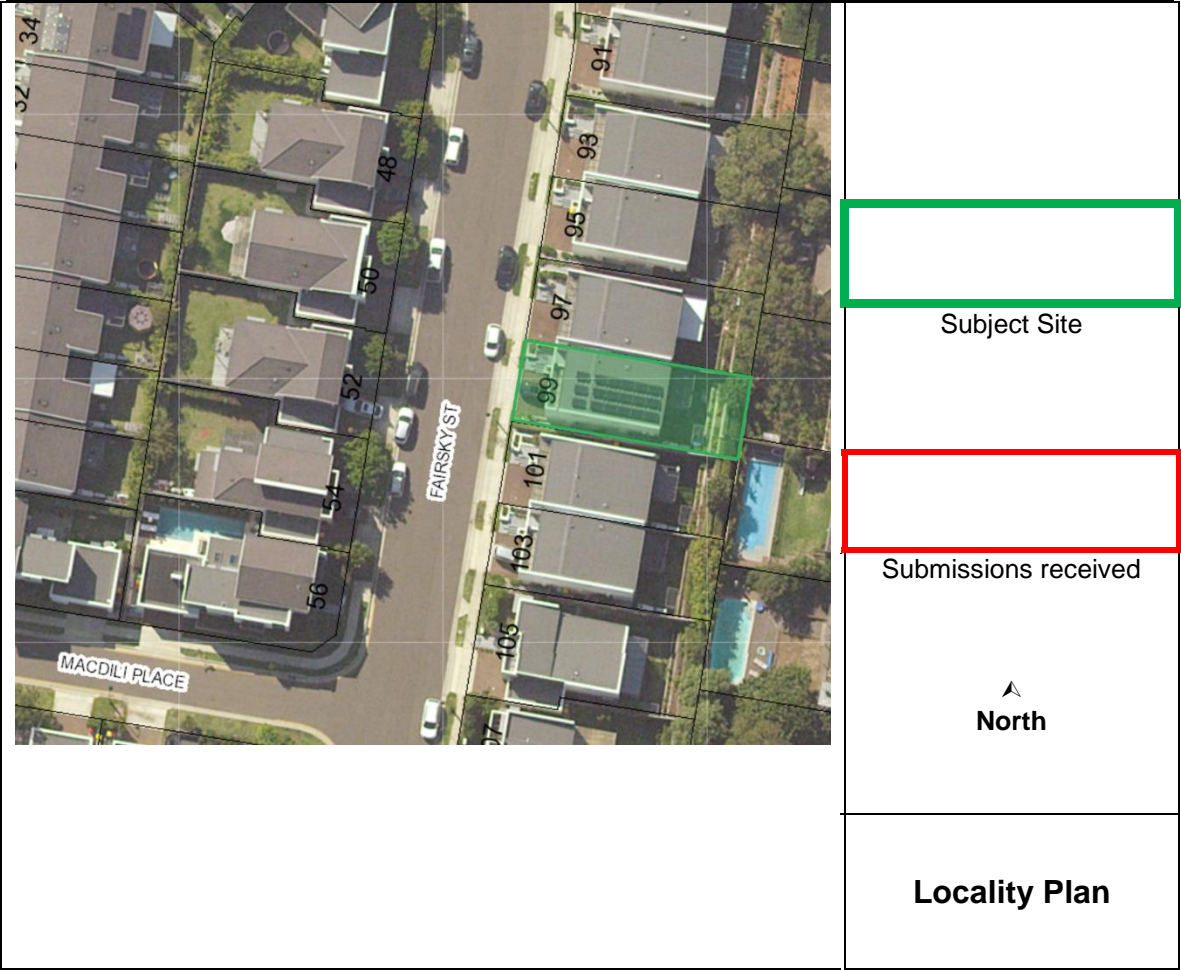 34
32
48
50
52
54
56
91
93
95
97
99
101
103
105
FAIRSKY ST
MACDILI PLACE
Subject Site
Submissions received
North
Locality Plan